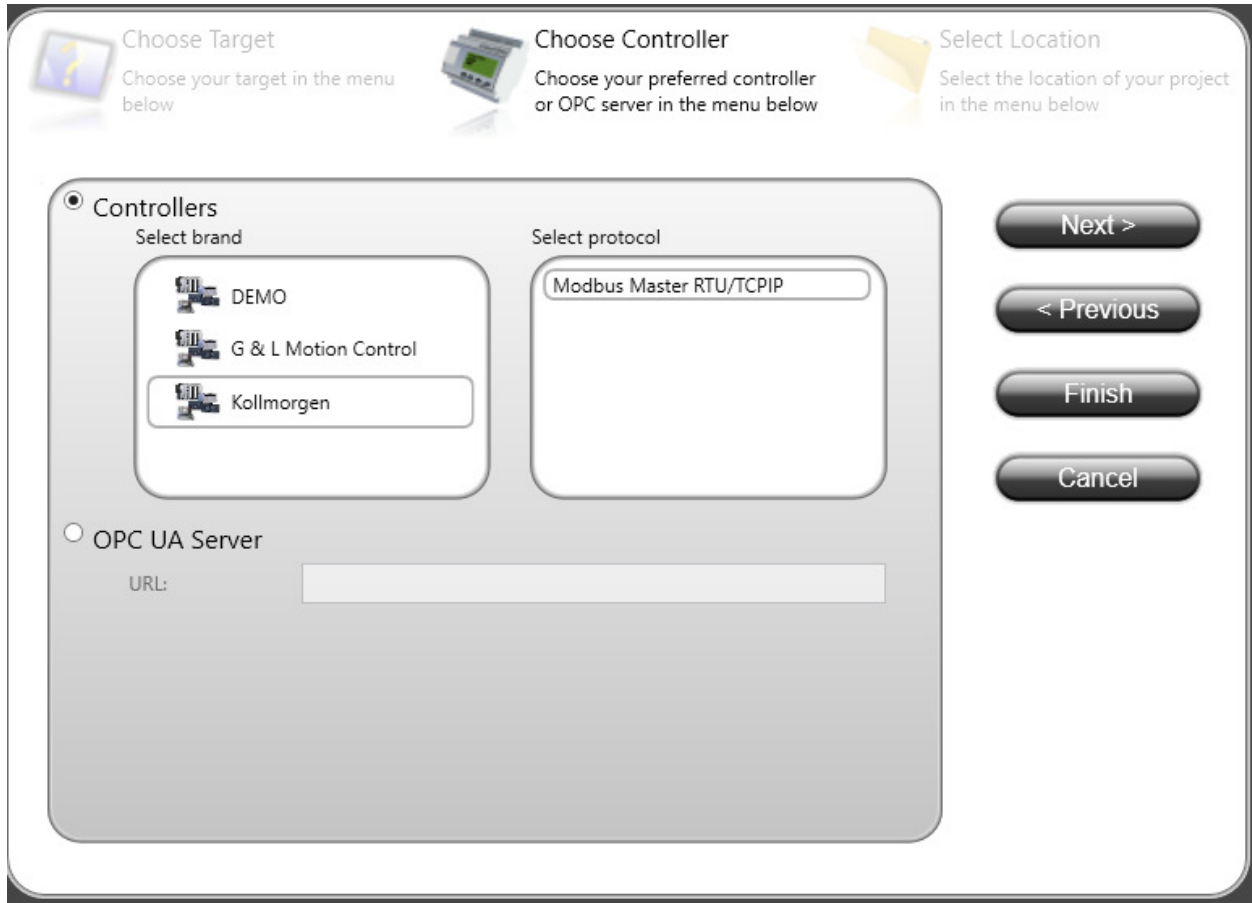 Choose Target
Choose your target in the menu
below
Choose Controller
Choose your preferred controller
or OPC server in the menu below
Select Location
Select the location of your project
in the menu below
Controllers
Select brand
DEMO
G & L Motion Control
Kollmorgen
Select protocol
Modbus Master RTU/TCPIP
OPC UA Server
URL:
Next >
< Previous
Finish
Cancel